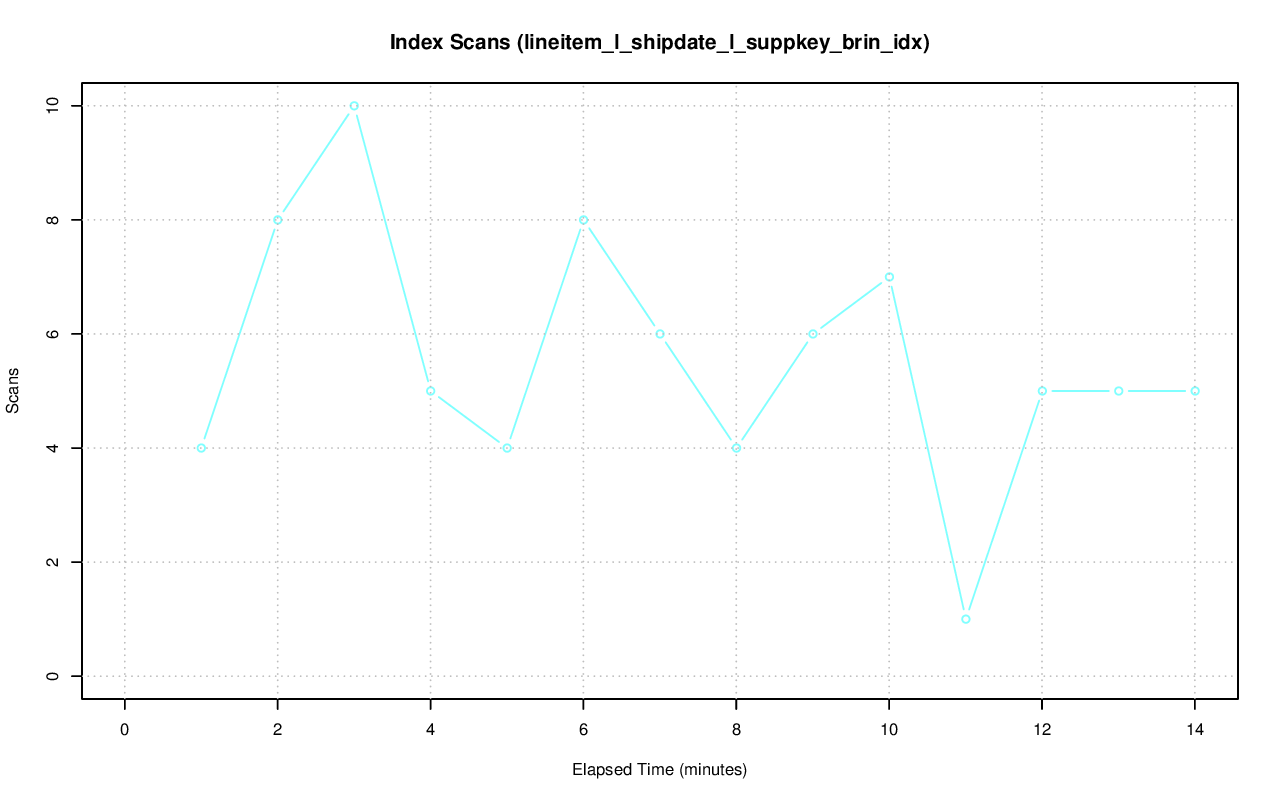 Index Scans (lineitem_l_shipdate_l_suppkey_brin_idx)
10
8
6
4
2
0
Scans
0 2 4 6 8 10 12 14
Elapsed Time (minutes)